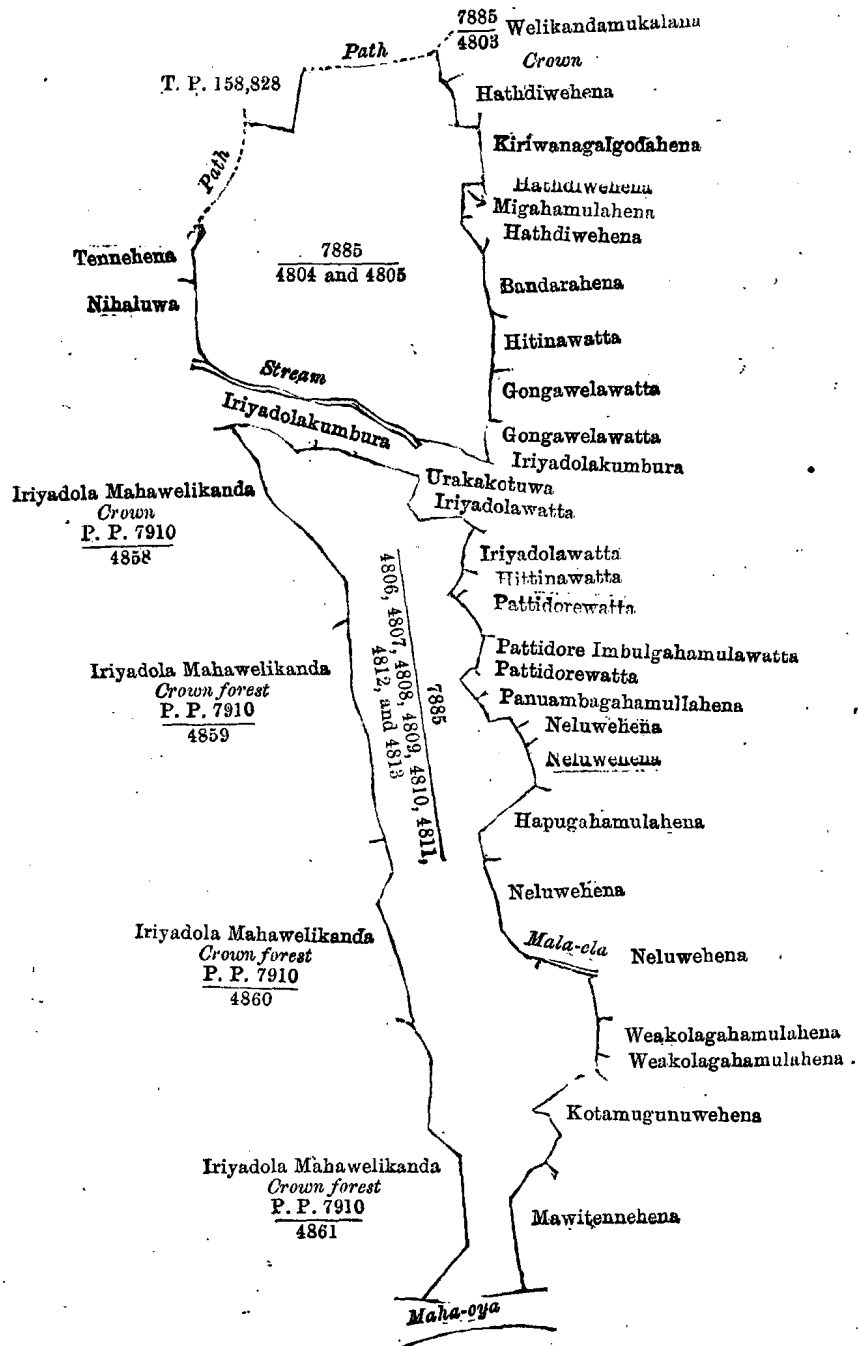 7885
4803 Welikandamukalana
Crown
Path
T. P. 158,828
Hathdiwehena
Kiriwanagalgodahena
Path
Hathdiwehena
Migahamulahena
Hathdiwehena
Tennehena
7885
4804 and 4805
Bandarahena
Nihaluwa
Hitinawatta
Stream
Gongawelawatta
Iriyadolakumbura
Gongawelawatta
Iriyadolakumbura
Urakakotuwa
Iriyadolawatta
Iriyadola Mahawelikanda
Crown
P. P. 7910
4858
Iriyadolawatta
Hittinawatta
Pattidorewatta
7885
4806, 4807, 4808, 4809, 4810, 4811,
4812, and 4813
Pattidore Imbulgahamulawatta
Pattidorewatta
Iriyadola Mahawelikanda
Crown forest
P. P. 7910
4859
Panuambagahamullahena
Neluwehena
Neluwehena
Hapugahamulahena
Neluwehena
Iriyadola Mahawelikanda
Crown forest
P. P. 7910
4860
Mala-ela
Neluwehena
Weakolagahamulahena
Weakolagahamulahena
Kotamugunuwehena
Iriyadola Mahawelikanda
Crown forest
P. P. 7910
4861
Mawitennehena
Maha-oya